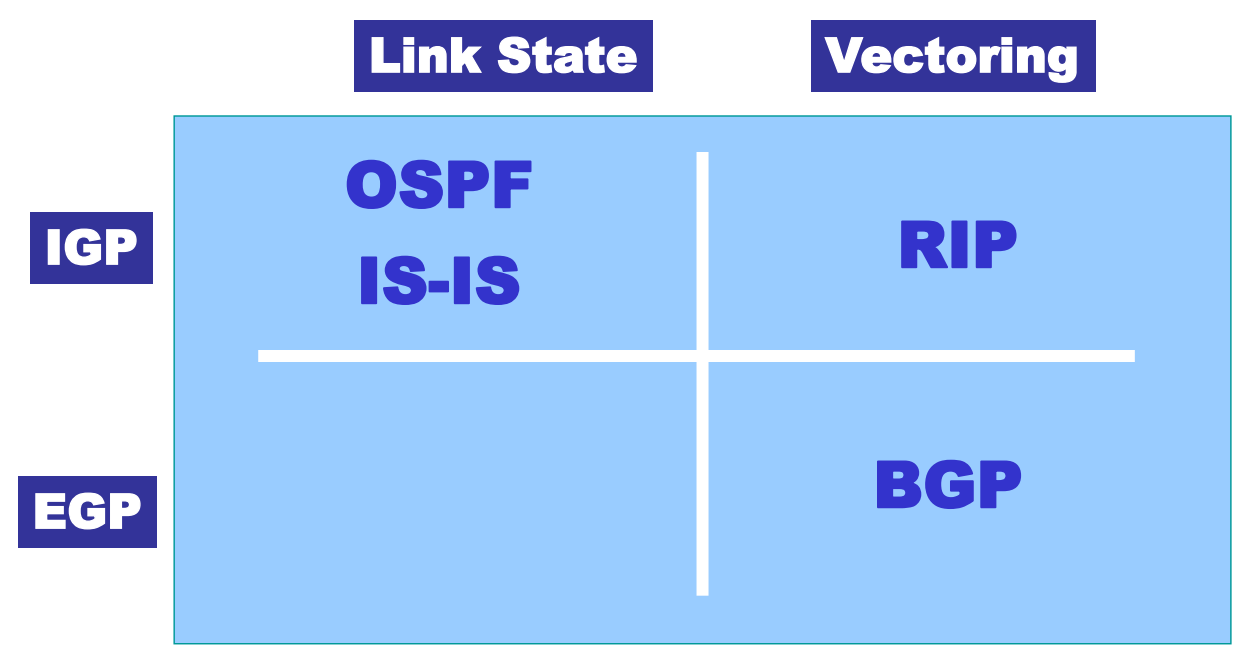 Link State
Vectoring
IGP
OSPF
IS-IS
RIP
EGP
BGP